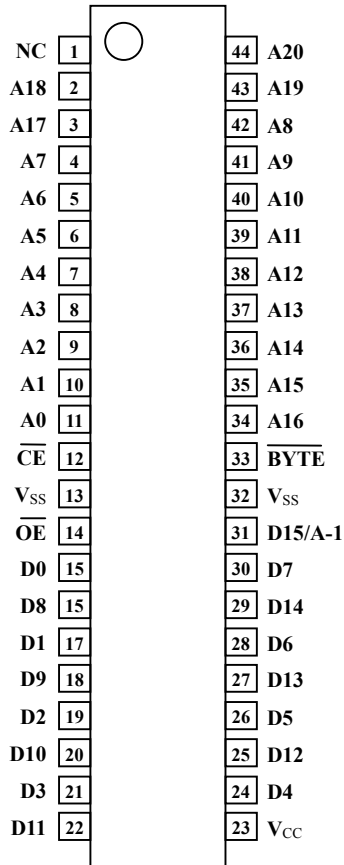 NC 1 44 A20
A18 2 43 A19
A17 3 42 A8
A7 4 41 A9
A6 5 40 A10
A5 6 39 A11
A4 7 38 A12
A3 8 37 A13
A2 9 36 A14
A1 10 35 A15
A0 11 34 A16
C̅E̅ 12 33 B̅Y̅T̅E̅
VSS 13 32 VSS
O̅E̅ 14 31 D15/A-1
D0 15 30 D7
D8 15 29 D14
D1 17 28 D6
D9 18 27 D13
D2 19 26 D5
D10 20 25 D12
D3 21 24 D4
D11 22 23 VCC